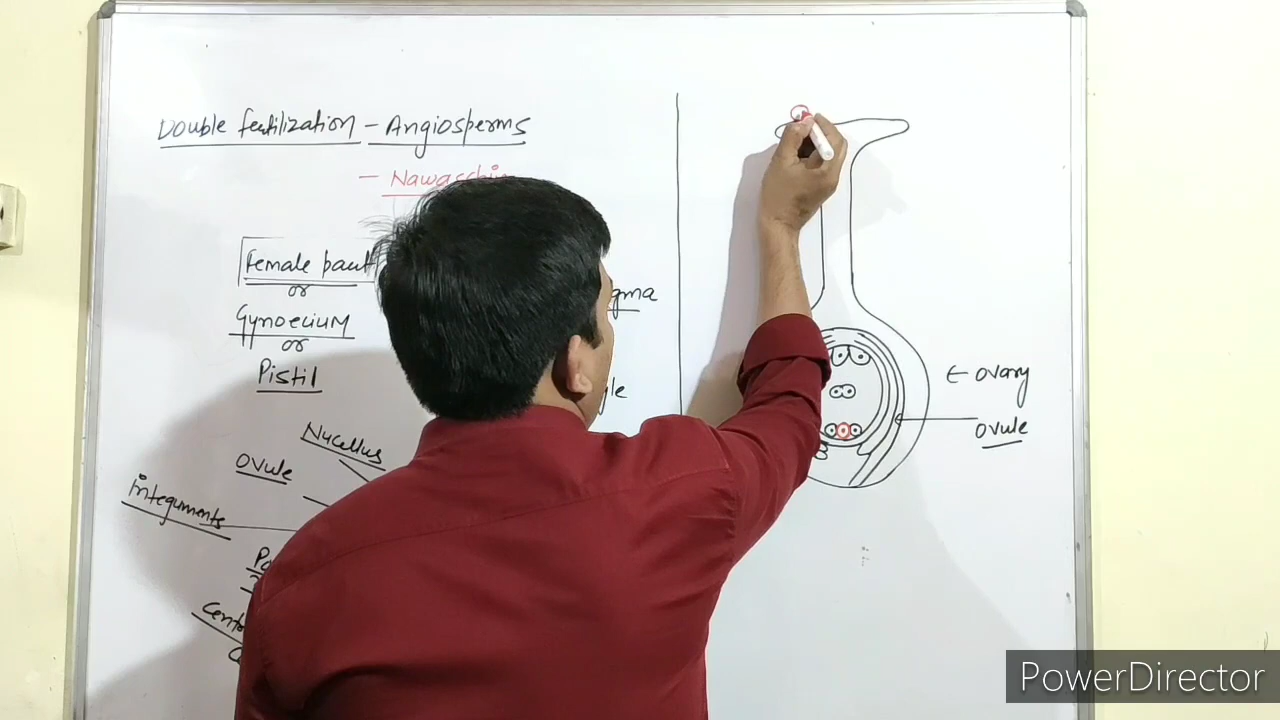 Double fertilization - Angiosperms
- Nawaschin
Female part
or
Gynoecium
or
Pistil
Nucellus
ovule
integuments
← ovary
ovule
PowerDirector